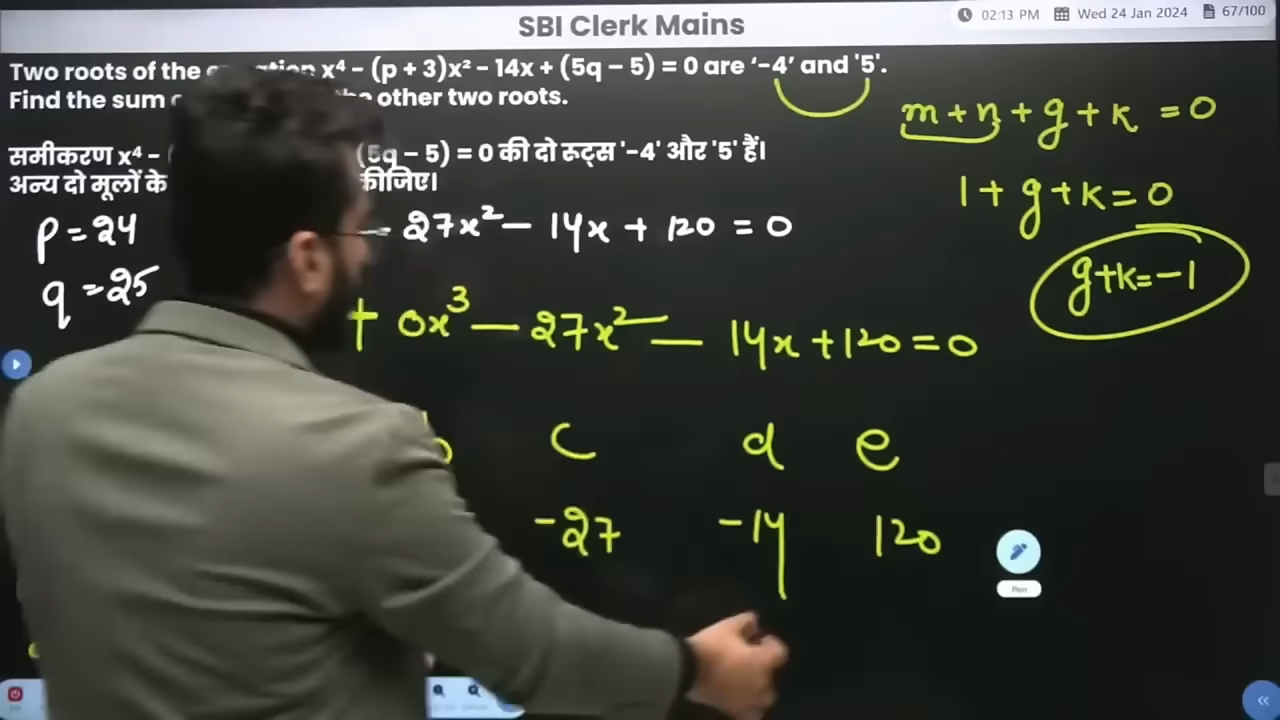 SBI Clerk Mains
02:13 PM Wed 24 Jan 2024 67/100
Two roots of the x⁴ – (p + 3)x² – 14x + (5q – 5) = 0 are ‘-4’ and '5'.
Find the sum other two roots.
m + n + g + k = 0
समीकरण x⁴ – (5q – 5) = 0 की दो रूट्स '-4' और '5' हैं।
अन्य दो मूलों के कीजिए।
1 + g + k = 0
p = 24
– 27x² – 14x + 120 = 0
g+k=-1
q = 25
+ 0x³ – 27x² – 14x + 120 = 0
b c d e
-27 -14 120
Pen